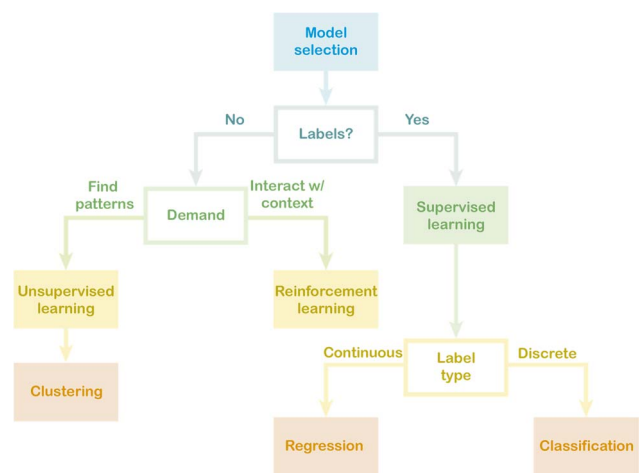 Model
selection
No
Labels?
Yes
Find
patterns
Demand
Interact w/
context
Supervised
learning
Unsupervised
learning
Reinforcement
learning
Continuous
Label
type
Discrete
Clustering
Regression
Classification